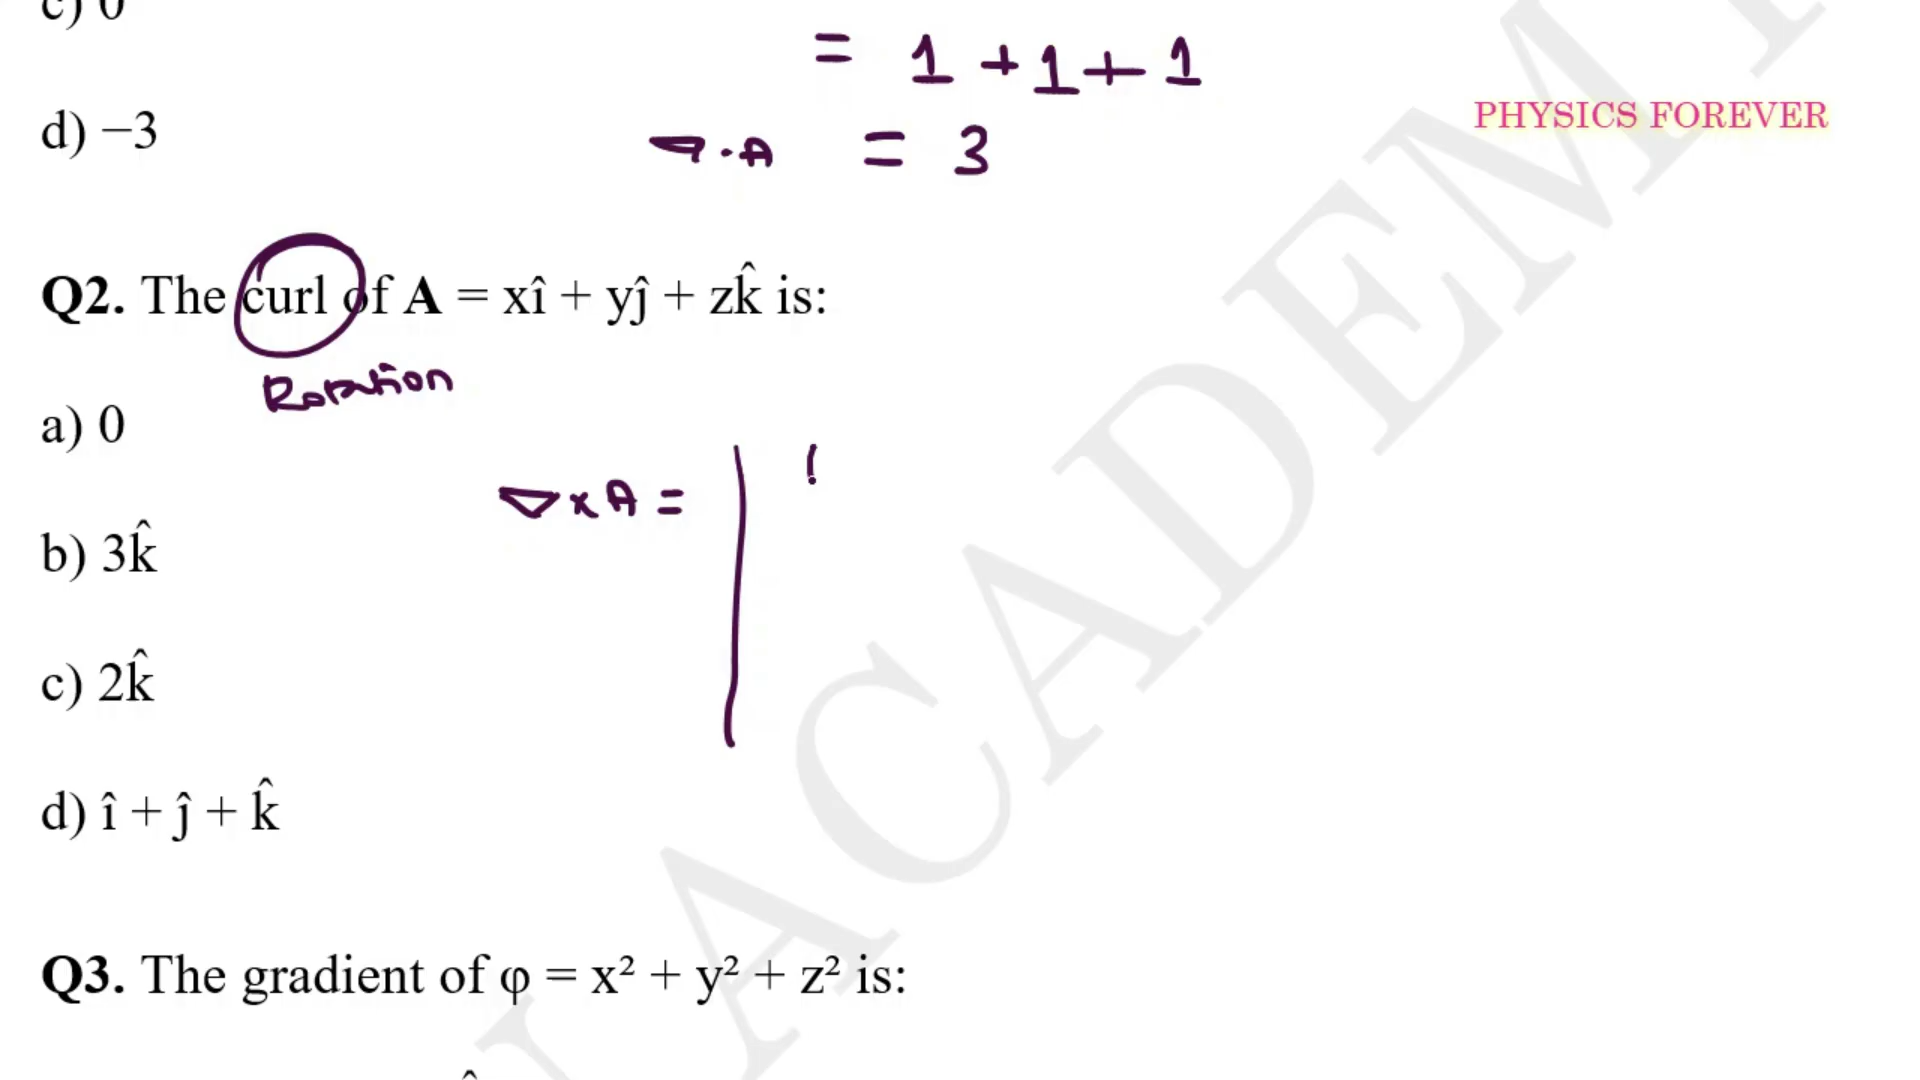 c) 0
= 1 + 1 + 1
PHYSICS FOREVER
d) −3
∇ · A = 3
Q2. The curl of A = xî + yĵ + zk̂ is:
Rotation
a) 0
∇ x A =
b) 3k̂
c) 2k̂
d) î + ĵ + k̂
Q3. The gradient of φ = x² + y² + z² is:
ACADEMY